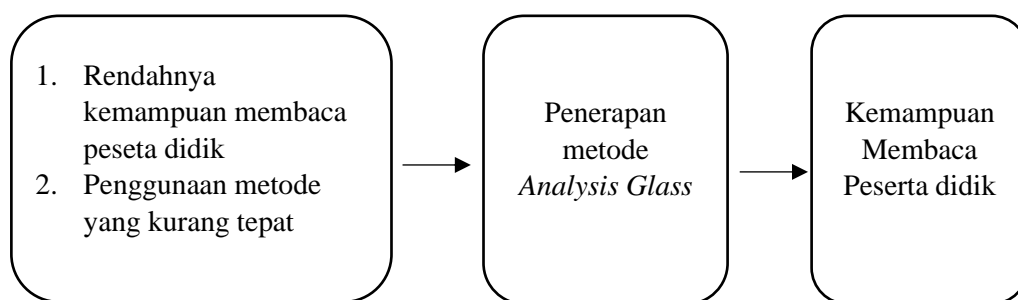 1. Rendahnya
kemampuan membaca
peseta didik
2. Penggunaan metode
yang kurang tepat
Penerapan
metode
Analysis Glass
Kemampuan
Membaca
Peserta didik